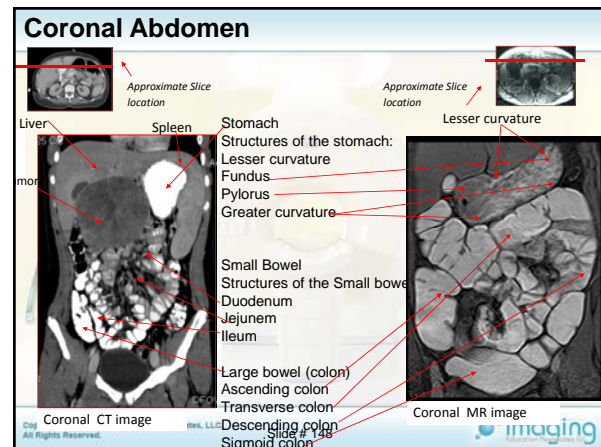 Coronal Abdomen
Approximate Slice
location
Approximate Slice
location
Liver
Spleen
Stomach
Lesser curvature
Structures of the stomach:
Lesser curvature
Fundus
Pylorus
Greater curvature
Small Bowel
Structures of the Small bowe
Duodenum
Jejunem
Ileum
Large bowel (colon)
Ascending colon
Transverse colon
Descending colon
Sigmoid colon
Coronal CT image
Coronal MR image
All Rights Reserved.
Slide # 148
imaging